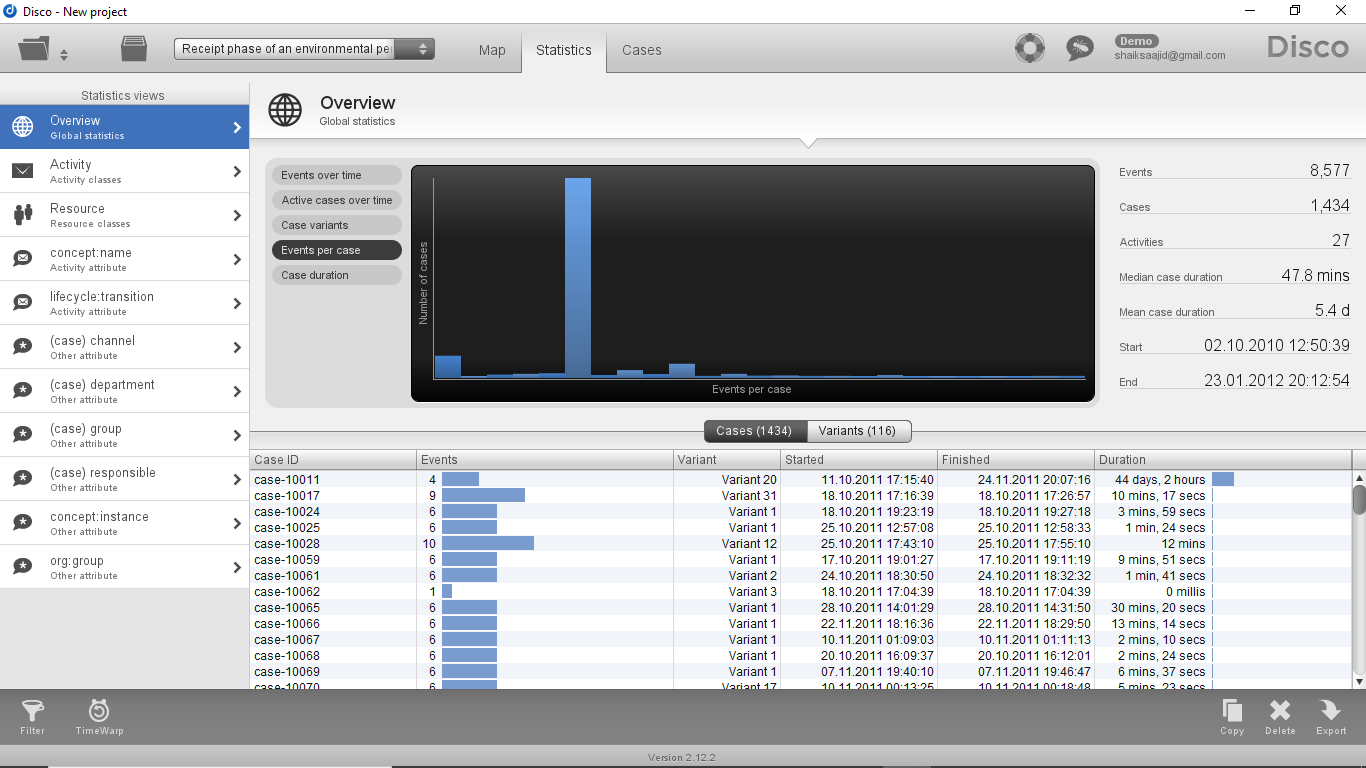 Disco - New project
Receipt phase of an environmental pe
Map
Statistics
Cases
Demo
shaiksaajid@gmail.com
Disco
Statistics views
Overview
Global statistics
Activity
Activity classes
Resource
Resource classes
concept:name
Activity attribute
lifecycle:transition
Activity attribute
(case) channel
Other attribute
(case) department
Other attribute
(case) group
Other attribute
(case) responsible
Other attribute
concept:instance
Other attribute
org:group
Other attribute
Overview
Global statistics
Events over time
Active cases over time
Case variants
Events per case
Case duration
Number of cases
Events per case
Events 8,577
Cases 1,434
Activities 27
Median case duration 47.8 mins
Mean case duration 5.4 d
Start 02.10.2010 12:50:39
End 23.01.2012 20:12:54
Cases (1434) Variants (116)
Case ID Events Variant Started Finished Duration
case-10011 4 Variant 20 11.10.2011 17:15:40 24.11.2011 20:07:16 44 days, 2 hours
case-10017 9 Variant 31 18.10.2011 17:16:39 18.10.2011 17:26:57 10 mins, 17 secs
case-10024 6 Variant 1 18.10.2011 19:23:19 18.10.2011 19:27:18 3 mins, 59 secs
case-10025 6 Variant 1 25.10.2011 12:57:08 25.10.2011 12:58:33 1 min, 24 secs
case-10028 10 Variant 12 25.10.2011 17:43:10 25.10.2011 17:55:10 12 mins
case-10059 6 Variant 1 17.10.2011 19:01:27 17.10.2011 19:11:19 9 mins, 51 secs
case-10061 6 Variant 2 24.10.2011 18:30:50 24.10.2011 18:32:32 1 min, 41 secs
case-10062 1 Variant 3 18.10.2011 17:04:39 18.10.2011 17:04:39 0 millis
case-10065 6 Variant 1 28.10.2011 14:01:29 28.10.2011 14:31:50 30 mins, 20 secs
case-10066 6 Variant 1 22.11.2011 18:16:36 22.11.2011 18:29:50 13 mins, 14 secs
case-10067 6 Variant 1 10.11.2011 01:09:03 10.11.2011 01:11:13 2 mins, 10 secs
case-10068 6 Variant 1 20.10.2011 16:09:37 20.10.2011 16:12:01 2 mins, 24 secs
case-10069 6 Variant 1 07.11.2011 19:40:10 07.11.2011 19:46:47 6 mins, 37 secs
case-10070 6 Variant 17 10.11.2011 00:13:25 10.11.2011 00:18:48 5 mins, 23 secs
Filter
TimeWarp
Copy
Delete
Export
Version 2.12.2